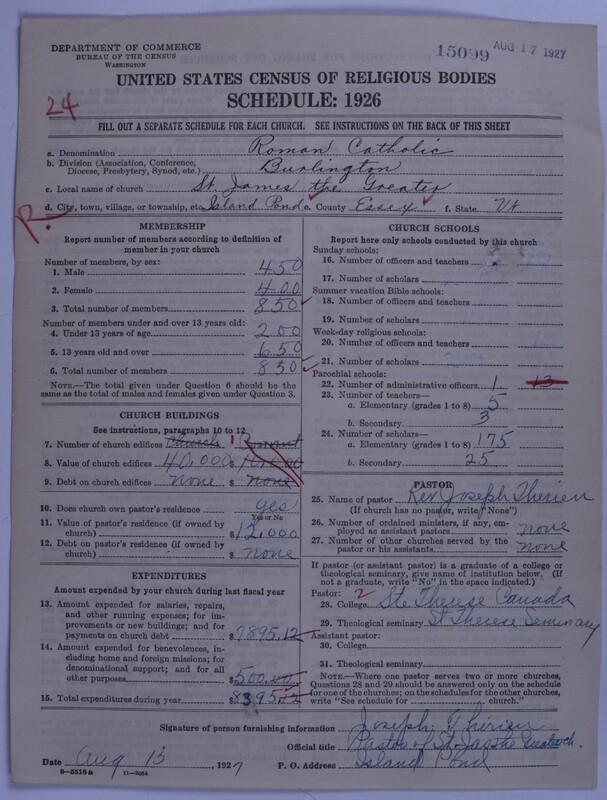 DEPARTMENT OF COMMERCE
BUREAU OF THE CENSUS
WASHINGTON
15099 AUG 17 1927
UNITED STATES CENSUS OF RELIGIOUS BODIES
SCHEDULE: 1926
24
FILL OUT A SEPARATE SCHEDULE FOR EACH CHURCH. SEE INSTRUCTIONS ON THE BACK OF THIS SHEET
a. Denomination Roman Catholic
b. Division (Association, Conference, Diocese, Presbytery, Synod, etc.) Burlington
c. Local name of church St. James the Greater
d. City, town, village, or township, etc. Island Pond e. County Essex f. State Vt
R
MEMBERSHIP
Report number of members according to definition of member in your church
Number of members, by sex:
1. Male 450
2. Female 400
3. Total number of members 850
Number of members under and over 13 years old:
4. Under 13 years of age 200
5. 13 years old and over 650
6. Total number of members 850
NOTE.—The total given under Question 6 should be the same as the total of males and females given under Question 3.
CHURCH BUILDINGS
See instructions, paragraphs 10 to 12
7. Number of church edifices Church 1
8. Value of church edifices 40,000 $
9. Debt on church edifices none $ none
10. Does church own pastor's residence yes
Yes or No
11. Value of pastor's residence (if owned by church) $ 12,000
12. Debt on pastor's residence (if owned by church) $ none
EXPENDITURES
Amount expended by your church during last fiscal year
13. Amount expended for salaries, repairs, and other running expenses; for improvements or new buildings; and for payments on church debt $ 7895.12
14. Amount expended for benevolences, including home and foreign missions; for denominational support; and for all other purposes $ 500.00
15. Total expenditures during year $ 8395.12
CHURCH SCHOOLS
Report here only schools conducted by this church
Sunday schools:
16. Number of officers and teachers
17. Number of scholars
Summer vacation Bible schools:
18. Number of officers and teachers
19. Number of scholars
Week-day religious schools:
20. Number of officers and teachers
21. Number of scholars
Parochial schools:
22. Number of administrative officers 1 13
23. Number of teachers—
a. Elementary (grades 1 to 8) 5
b. Secondary 3
24. Number of scholars—
a. Elementary (grades 1 to 8) 175
b. Secondary 25
PASTOR
25. Name of pastor Rev. Joseph Therien
(If church has no pastor, write "None")
26. Number of ordained ministers, if any, employed as assistant pastors none
27. Number of other churches served by the pastor or his assistants none
If pastor (or assistant pastor) is a graduate of a college or theological seminary, give name of institution below. (If not a graduate, write "No" in the space indicated.)
Pastor: 2
28. College Ste Therese Canada
29. Theological seminary St Therese Seminary
Assistant pastor:
30. College
31. Theological seminary
NOTE.—Where one pastor serves two or more churches, Questions 28 and 29 should be answered only on the schedule for one of the churches; on the schedules for the other churches, write "See schedule for church."
Signature of person furnishing information Joseph Therien
Official title Pastor of St. Jas the
Date Aug 13, 1927 P. O. Address Island Pond
8—5518a 11—9054